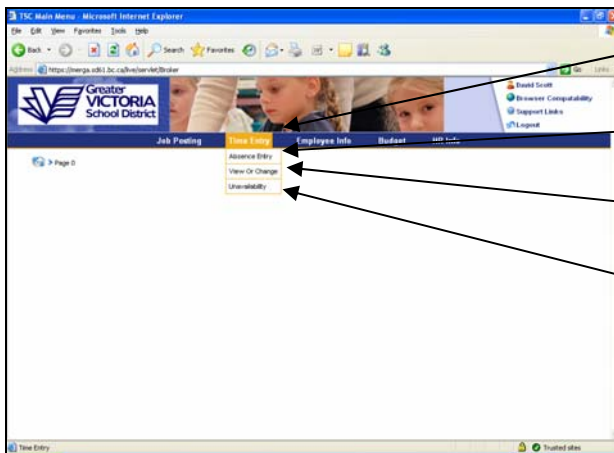 TSC Main Menu - Microsoft Internet Explorer
File Edit View Favorites Tools Help
Back Search Favorites
Address https://merga.sd61.bc.ca/live/servlet/Broker Go Links
Greater
VICTORIA
School District
David Scott
Browser Compatability
Support Links
Logout
Job Posting Time Entry Employee Info Budget HR Info
> Page 0
Absence Entry
View Or Change
Unavailability
Time Entry Trusted sites